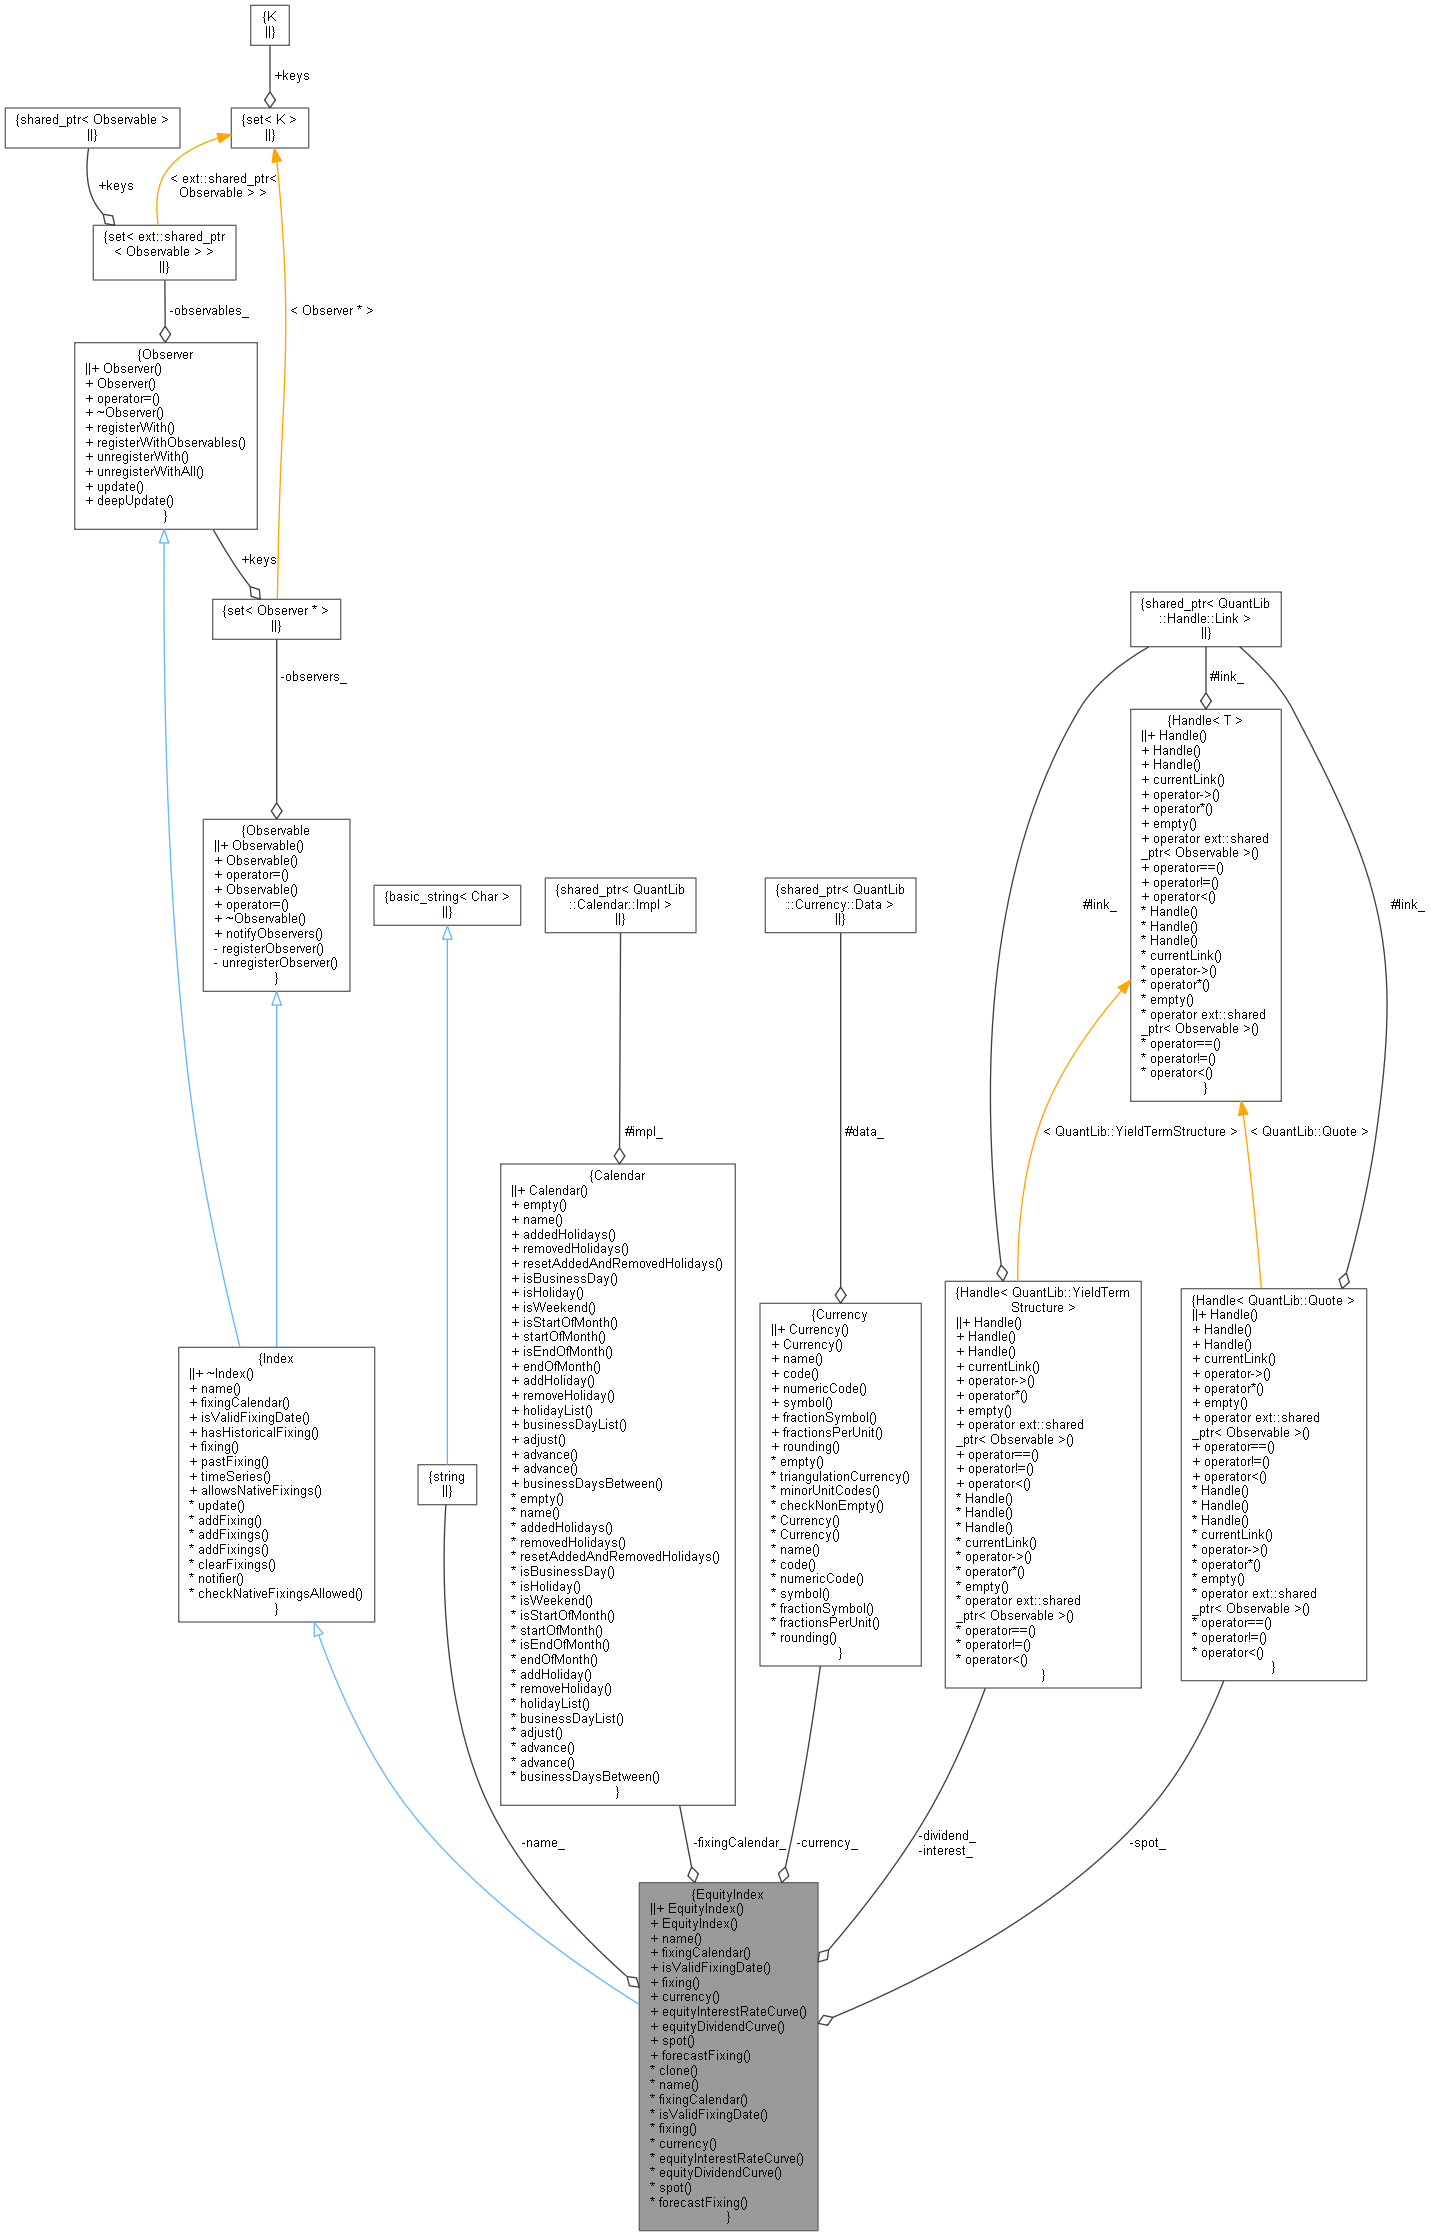 {K
||}
+keys
{shared_ptr< Observable >
||}
{set< K >
||}
+keys
< ext::shared_ptr<
Observable > >
{set< ext::shared_ptr
< Observable > >
||}
-observables_
< Observer * >
{Observer
||+ Observer()
+ Observer()
+ operator=()
+ ~Observer()
+ registerWith()
+ registerWithObservables()
+ unregisterWith()
+ unregisterWithAll()
+ update()
+ deepUpdate()
}
+keys
{set< Observer * >
||}
-observers_
{shared_ptr< QuantLib
::Handle::Link >
||}
#link_
{Handle< T >
||+ Handle()
+ Handle()
+ Handle()
+ currentLink()
+ operator->()
+ operator*()
+ empty()
+ operator ext::shared
_ptr< Observable >()
+ operator==()
+ operator!=()
+ operator<()
* Handle()
* Handle()
* Handle()
* currentLink()
* operator->()
* operator*()
* empty()
* operator ext::shared
_ptr< Observable >()
* operator==()
* operator!=()
* operator<()
}
#link_
#link_
{Observable
||+ Observable()
+ Observable()
+ operator=()
+ Observable()
+ operator=()
+ ~Observable()
+ notifyObservers()
- registerObserver()
- unregisterObserver()
}
{basic_string< Char >
||}
{shared_ptr< QuantLib
::Calendar::Impl >
||}
{shared_ptr< QuantLib
::Currency::Data >
||}
#impl_
#data_
< QuantLib::YieldTermStructure >
< QuantLib::Quote >
{Index
||+ ~Index()
+ name()
+ fixingCalendar()
+ isValidFixingDate()
+ hasHistoricalFixing()
+ fixing()
+ pastFixing()
+ timeSeries()
+ allowsNativeFixings()
* update()
* addFixing()
* addFixings()
* addFixings()
* clearFixings()
* notifier()
* checkNativeFixingsAllowed()
}
{string
||}
{Calendar
||+ Calendar()
+ empty()
+ name()
+ addedHolidays()
+ removedHolidays()
+ resetAddedAndRemovedHolidays()
+ isBusinessDay()
+ isHoliday()
+ isWeekend()
+ isStartOfMonth()
+ startOfMonth()
+ isEndOfMonth()
+ endOfMonth()
+ addHoliday()
+ removeHoliday()
+ holidayList()
+ businessDayList()
+ adjust()
+ advance()
+ advance()
+ businessDaysBetween()
* empty()
* name()
* addedHolidays()
* removedHolidays()
* resetAddedAndRemovedHolidays()
* isBusinessDay()
* isHoliday()
* isWeekend()
* isStartOfMonth()
* startOfMonth()
* isEndOfMonth()
* endOfMonth()
* addHoliday()
* removeHoliday()
* holidayList()
* businessDayList()
* adjust()
* advance()
* advance()
* businessDaysBetween()
}
{Currency
||+ Currency()
+ Currency()
+ name()
+ code()
+ numericCode()
+ symbol()
+ fractionSymbol()
+ fractionsPerUnit()
+ rounding()
* empty()
* triangulationCurrency()
* minorUnitCodes()
* checkNonEmpty()
* Currency()
* Currency()
* name()
* code()
* numericCode()
* symbol()
* fractionSymbol()
* fractionsPerUnit()
* rounding()
}
{Handle< QuantLib::YieldTerm
Structure >
||+ Handle()
+ Handle()
+ Handle()
+ currentLink()
+ operator->()
+ operator*()
+ empty()
+ operator ext::shared
_ptr< Observable >()
+ operator==()
+ operator!=()
+ operator<()
* Handle()
* Handle()
* Handle()
* currentLink()
* operator->()
* operator*()
* empty()
* operator ext::shared
_ptr< Observable >()
* operator==()
* operator!=()
* operator<()
}
{Handle< QuantLib::Quote >
||+ Handle()
+ Handle()
+ Handle()
+ currentLink()
+ operator->()
+ operator*()
+ empty()
+ operator ext::shared
_ptr< Observable >()
+ operator==()
+ operator!=()
+ operator<()
* Handle()
* Handle()
* Handle()
* currentLink()
* operator->()
* operator*()
* empty()
* operator ext::shared
_ptr< Observable >()
* operator==()
* operator!=()
* operator<()
}
-name_
-fixingCalendar_
-currency_
-dividend_
-interest_
-spot_
{EquityIndex
||+ EquityIndex()
+ EquityIndex()
+ name()
+ fixingCalendar()
+ isValidFixingDate()
+ fixing()
+ currency()
+ equityInterestRateCurve()
+ equityDividendCurve()
+ spot()
+ forecastFixing()
* clone()
* name()
* fixingCalendar()
* isValidFixingDate()
* fixing()
* currency()
* equityInterestRateCurve()
* equityDividendCurve()
* spot()
* forecastFixing()
}